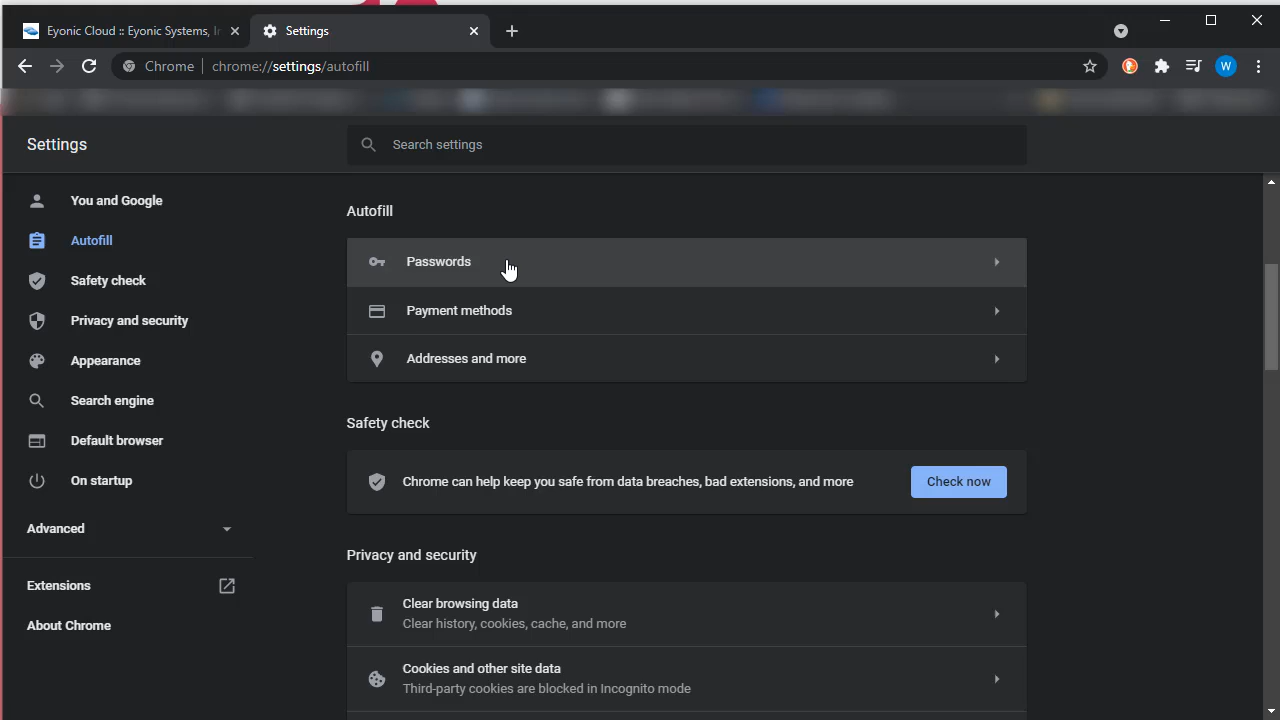 Eyonic Cloud :: Eyonic Systems, In
Settings
Chrome | chrome://settings/autofill
W
Settings
Search settings
You and Google
Autofill
Safety check
Privacy and security
Appearance
Search engine
Default browser
On startup
Advanced
Extensions
About Chrome
Autofill
Passwords
Payment methods
Addresses and more
Safety check
Chrome can help keep you safe from data breaches, bad extensions, and more
Check now
Privacy and security
Clear browsing data
Clear history, cookies, cache, and more
Cookies and other site data
Third-party cookies are blocked in Incognito mode